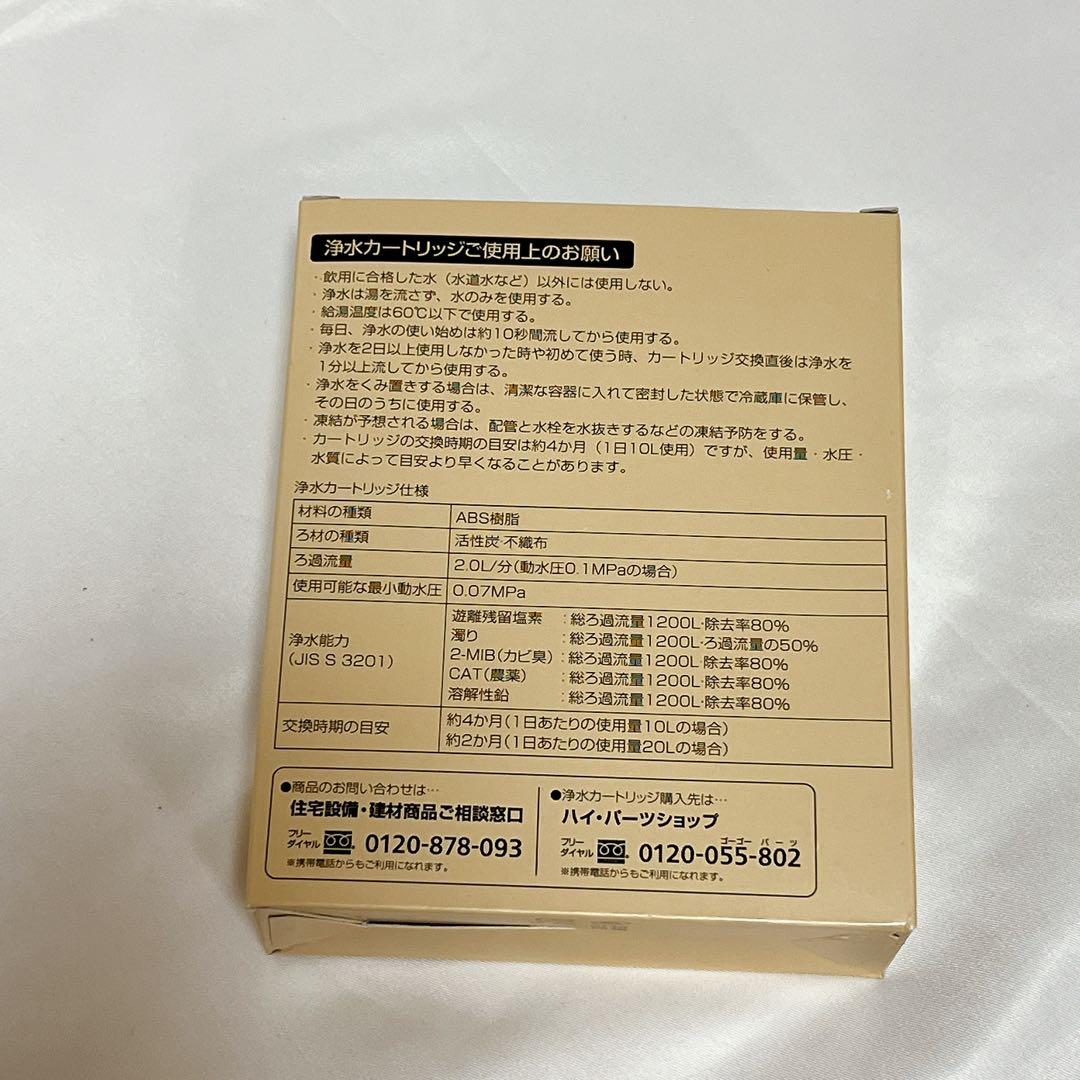 浄水カートリッジご使用上のお願い
・飲用に合格した水（水道水など）以外には使用しない。
・浄水は湯を流さず、水のみを使用する。
・給湯温度は60℃以下で使用する。
・毎日、浄水の使い始めは約10秒間流してから使用する。
・浄水を2日以上使用しなかった時や初めて使う時、カートリッジ交換直後は浄水を
1分以上流してから使用する。
・浄水をくみ置きする場合は、清潔な容器に入れて密封した状態で冷蔵庫に保管し、
その日のうちに使用する。
・凍結が予想される場合は、配管と水栓を水抜きするなどの凍結予防をする。
・カートリッジの交換時期の目安は約4か月（1日10L使用）ですが、使用量・水圧・
水質によって目安より早くなることがあります。
浄水カートリッジ仕様
材料の種類 ABS樹脂
ろ材の種類 活性炭・不織布
ろ過流量 2.0L/分（動水圧0.1MPaの場合）
使用可能な最小動水圧 0.07MPa
浄水能力
（JIS S 3201）
遊離残留塩素 ：総ろ過流量1200L・除去率80%
濁り ：総ろ過流量1200L・ろ過流量の50%
2-MIB（カビ臭）：総ろ過流量1200L・除去率80%
CAT（農薬） ：総ろ過流量1200L・除去率80%
溶解性鉛 ：総ろ過流量1200L・除去率80%
交換時期の目安 約4か月（1日あたりの使用量10Lの場合）
約2か月（1日あたりの使用量20Lの場合）
●商品のお問い合わせは…
住宅設備・建材商品ご相談窓口
フリーダイヤル 0120-878-093
※携帯電話からもご利用になれます。
●浄水カートリッジ購入先は…
ハイ・パーツショップ
ゴーゴー パーツ
フリーダイヤル 0120-055-802
※携帯電話からもご利用になれます。